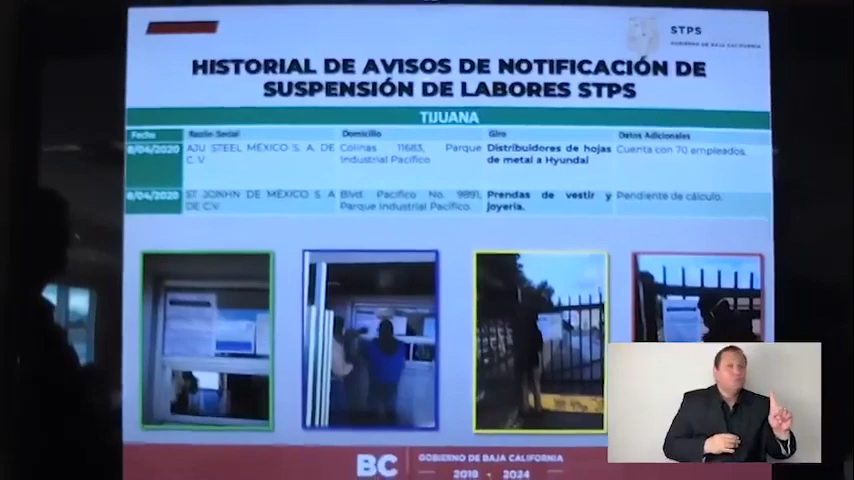 STPS
GOBIERNO DE BAJA CALIFORNIA
HISTORIAL DE AVISOS DE NOTIFICACIÓN DE
SUSPENSIÓN DE LABORES STPS
TIJUANA
Fecha Razón Social Domicilio Giro Datos Adicionales
8/04/2020 AJU STEEL MÉXICO S. A. DE Colinas 11683, Parque Distribuidores de hojas Cuenta con 70 empleados.
C. V Industrial Pacífico de metal a Hyundai
8/04/2020 ST JONHN DE MÉXICO S A Blvd. Pacífico No. 9891, Prendas de vestir y Pendiente de cálculo.
DE C.V. Parque Industrial Pacífico. joyería.
BC GOBIERNO DE BAJA CALIFORNIA
2019 - 2024